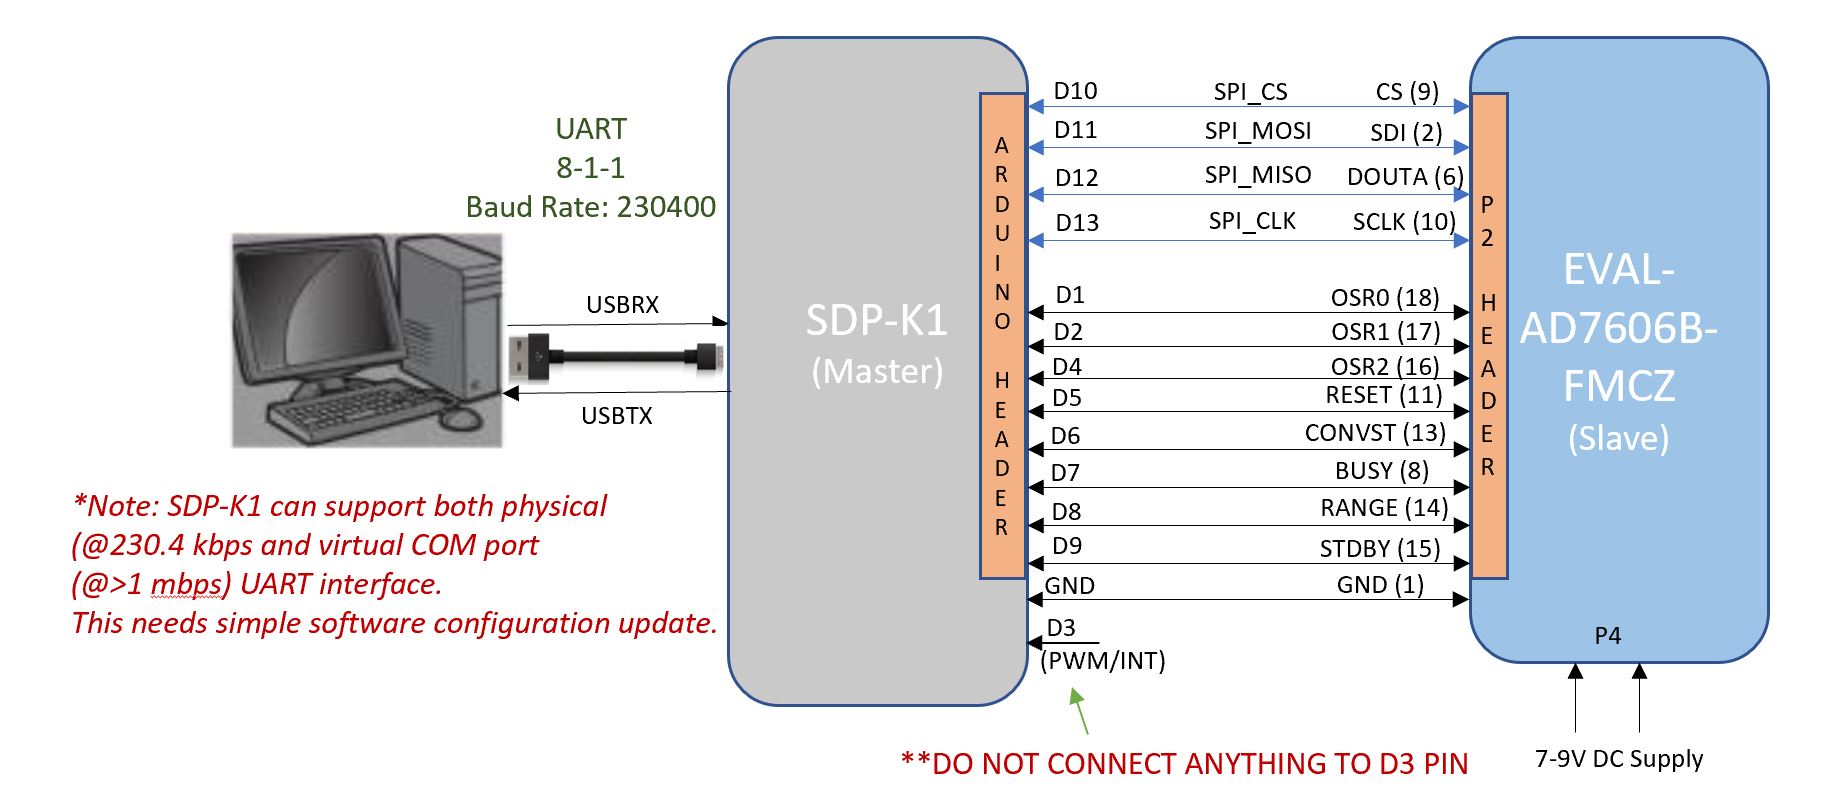 UART
8-1-1
Baud Rate: 230400
USBRX
USBTX
*Note: SDP-K1 can support both physical
(@230.4 kbps and virtual COM port
(@>1 mbps) UART interface.
This needs simple software configuration update.
SDP-K1
(Master)
ARDUINO HEADER
D10 SPI_CS CS (9)
D11 SPI_MOSI SDI (2)
D12 SPI_MISO DOUTA (6)
D13 SPI_CLK SCLK (10)
D1 OSR0 (18)
D2 OSR1 (17)
D4 OSR2 (16)
D5 RESET (11)
D6 CONVST (13)
D7 BUSY (8)
D8 RANGE (14)
D9 STDBY (15)
GND GND (1)
D3
(PWM/INT)
**DO NOT CONNECT ANYTHING TO D3 PIN
P2 HEADER
EVAL-
AD7606B-
FMCZ
(Slave)
P4
7-9V DC Supply